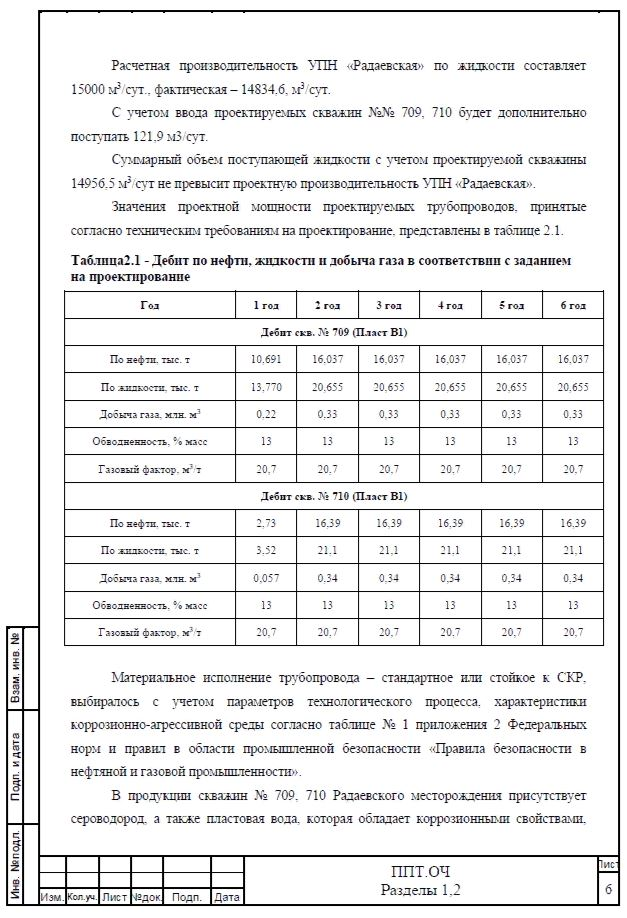 Расчетная производительность УПН «Радаевская» по жидкости составляет
15000 м³/сут., фактическая – 14834,6, м³/сут.
С учетом ввода проектируемых скважин №№ 709, 710 будет дополнительно
поступать 121,9 м3/сут.
Суммарный объем поступающей жидкости с учетом проектируемой скважины
14956,5 м³/сут не превысит проектную производительность УПН «Радаевская».
Значения проектной мощности проектируемых трубопроводов, принятые
согласно техническим требованиям на проектирование, представлены в таблице 2.1.
Таблица2.1 - Дебит по нефти, жидкости и добыча газа в соответствии с заданием
на проектирование
Год 1 год 2 год 3 год 4 год 5 год 6 год
Дебит скв. № 709 (Пласт В1)
По нефти, тыс. т 10,691 16,037 16,037 16,037 16,037 16,037
По жидкости, тыс. т 13,770 20,655 20,655 20,655 20,655 20,655
Добыча газа, млн. м³ 0,22 0,33 0,33 0,33 0,33 0,33
Обводненность, % масс 13 13 13 13 13 13
Газовый фактор, м³/т 20,7 20,7 20,7 20,7 20,7 20,7
Дебит скв. № 710 (Пласт В1)
По нефти, тыс. т 2,73 16,39 16,39 16,39 16,39 16,39
По жидкости, тыс. т 3,52 21,1 21,1 21,1 21,1 21,1
Добыча газа, млн. м³ 0,057 0,34 0,34 0,34 0,34 0,34
Обводненность, % масс 13 13 13 13 13 13
Газовый фактор, м³/т 20,7 20,7 20,7 20,7 20,7 20,7
Материальное исполнение трубопровода – стандартное или стойкое к СКР,
выбиралось с учетом параметров технологического процесса, характеристики
коррозионно-агрессивной среды согласно таблице № 1 приложения 2 Федеральных
норм и правил в области промышленной безопасности «Правила безопасности в
нефтяной и газовой промышленности».
В продукции скважин № 709, 710 Радаевского месторождения присутствует
сероводород, а также пластовая вода, которая обладает коррозионными свойствами,
Взам. инв. №
Подп. и дата
Инв. №подл.
Изм. Кол.уч. Лист №док. Подп. Дата
ППТ.ОЧ
Разделы 1,2
Лист
6